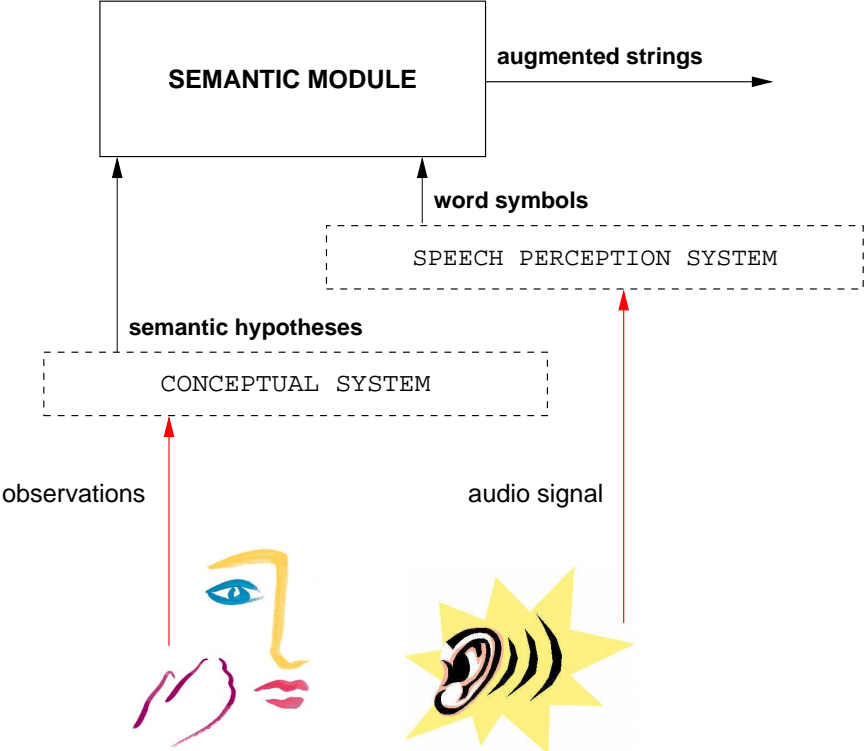 augmented strings
SEMANTIC MODULE
word symbols
SPEECH PERCEPTION SYSTEM
semantic hypotheses
CONCEPTUAL SYSTEM
observations
audio signal